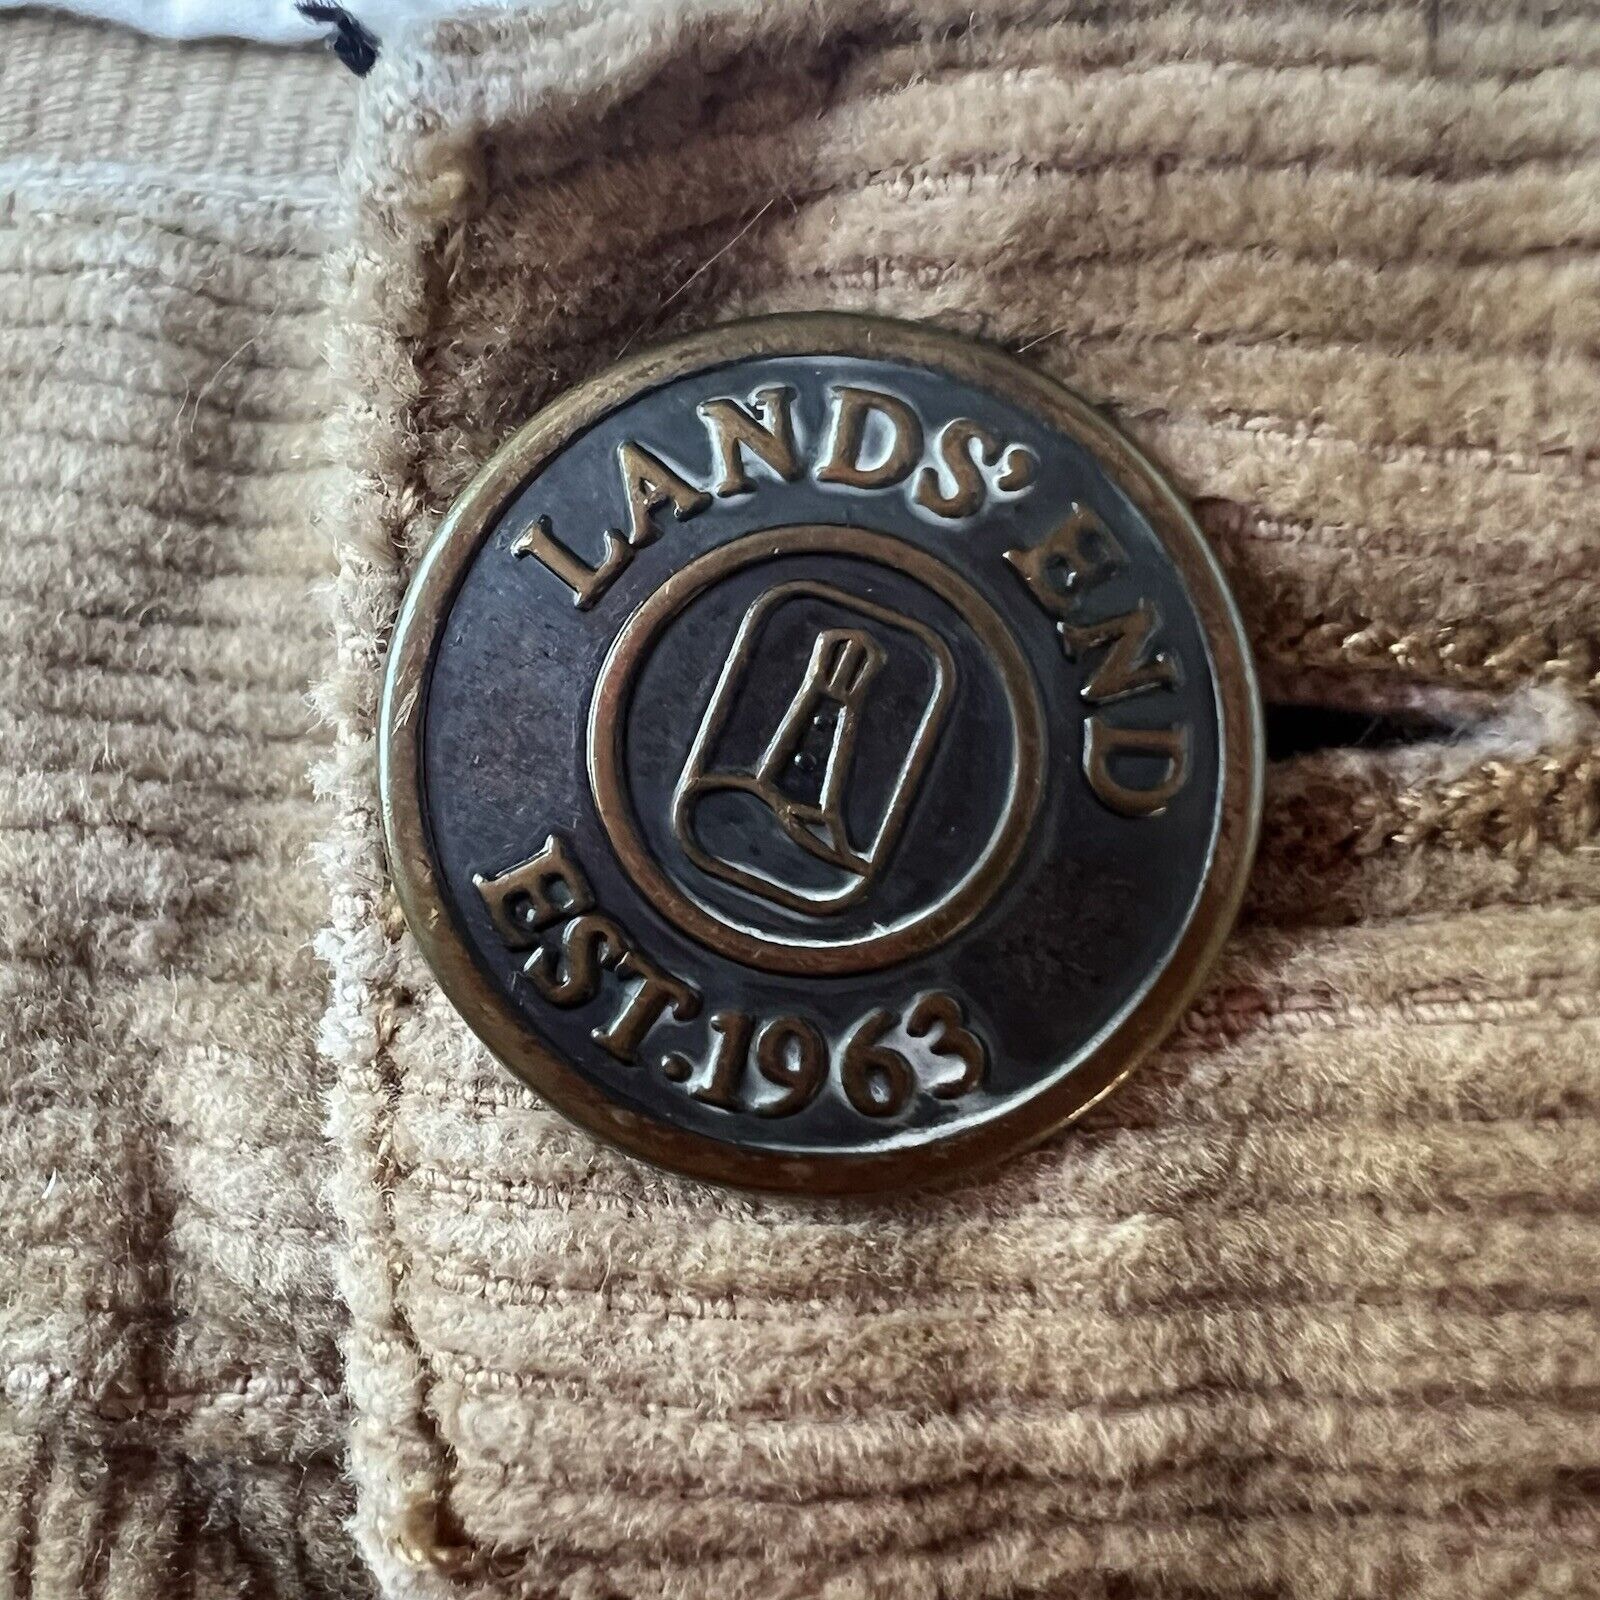 LANDS' END
EST. 1963